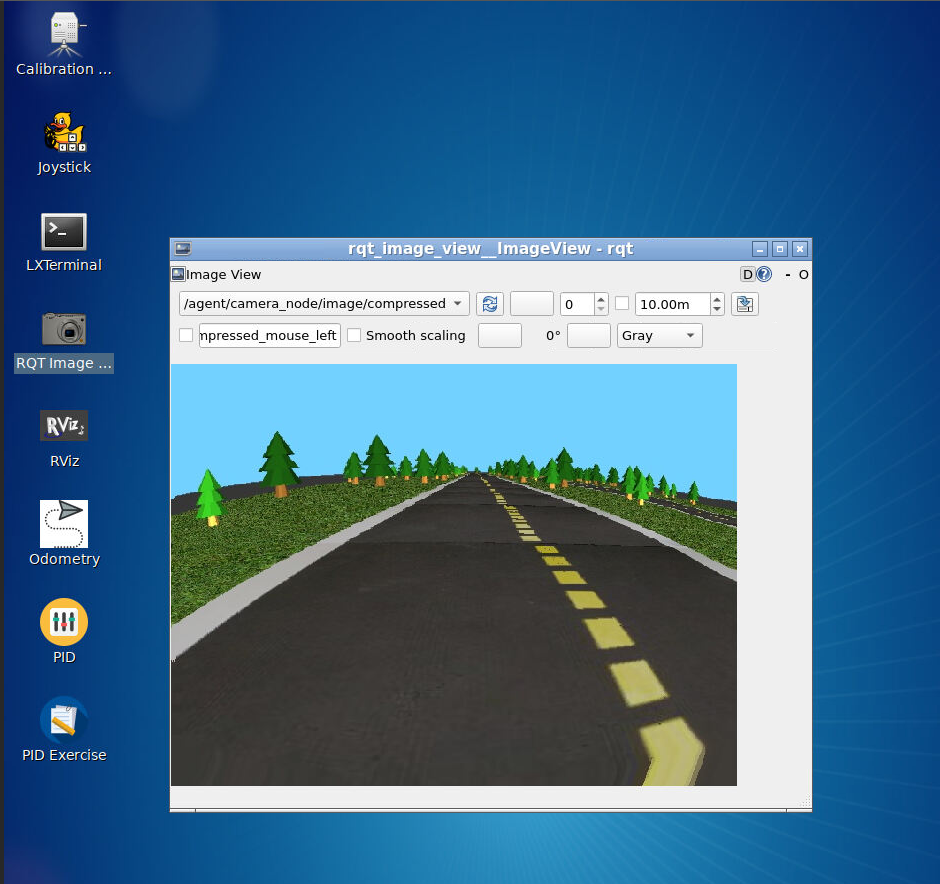 Calibration ...
Joystick
>_
LXTerminal
RQT Image ...
RViz
RViz
Odometry
PID
PID Exercise
rqt_image_view__ImageView - rqt
Image View
D ? - O
/agent/camera_node/image/compressed 0 10.00m
mpressed_mouse_left Smooth scaling 0° Gray